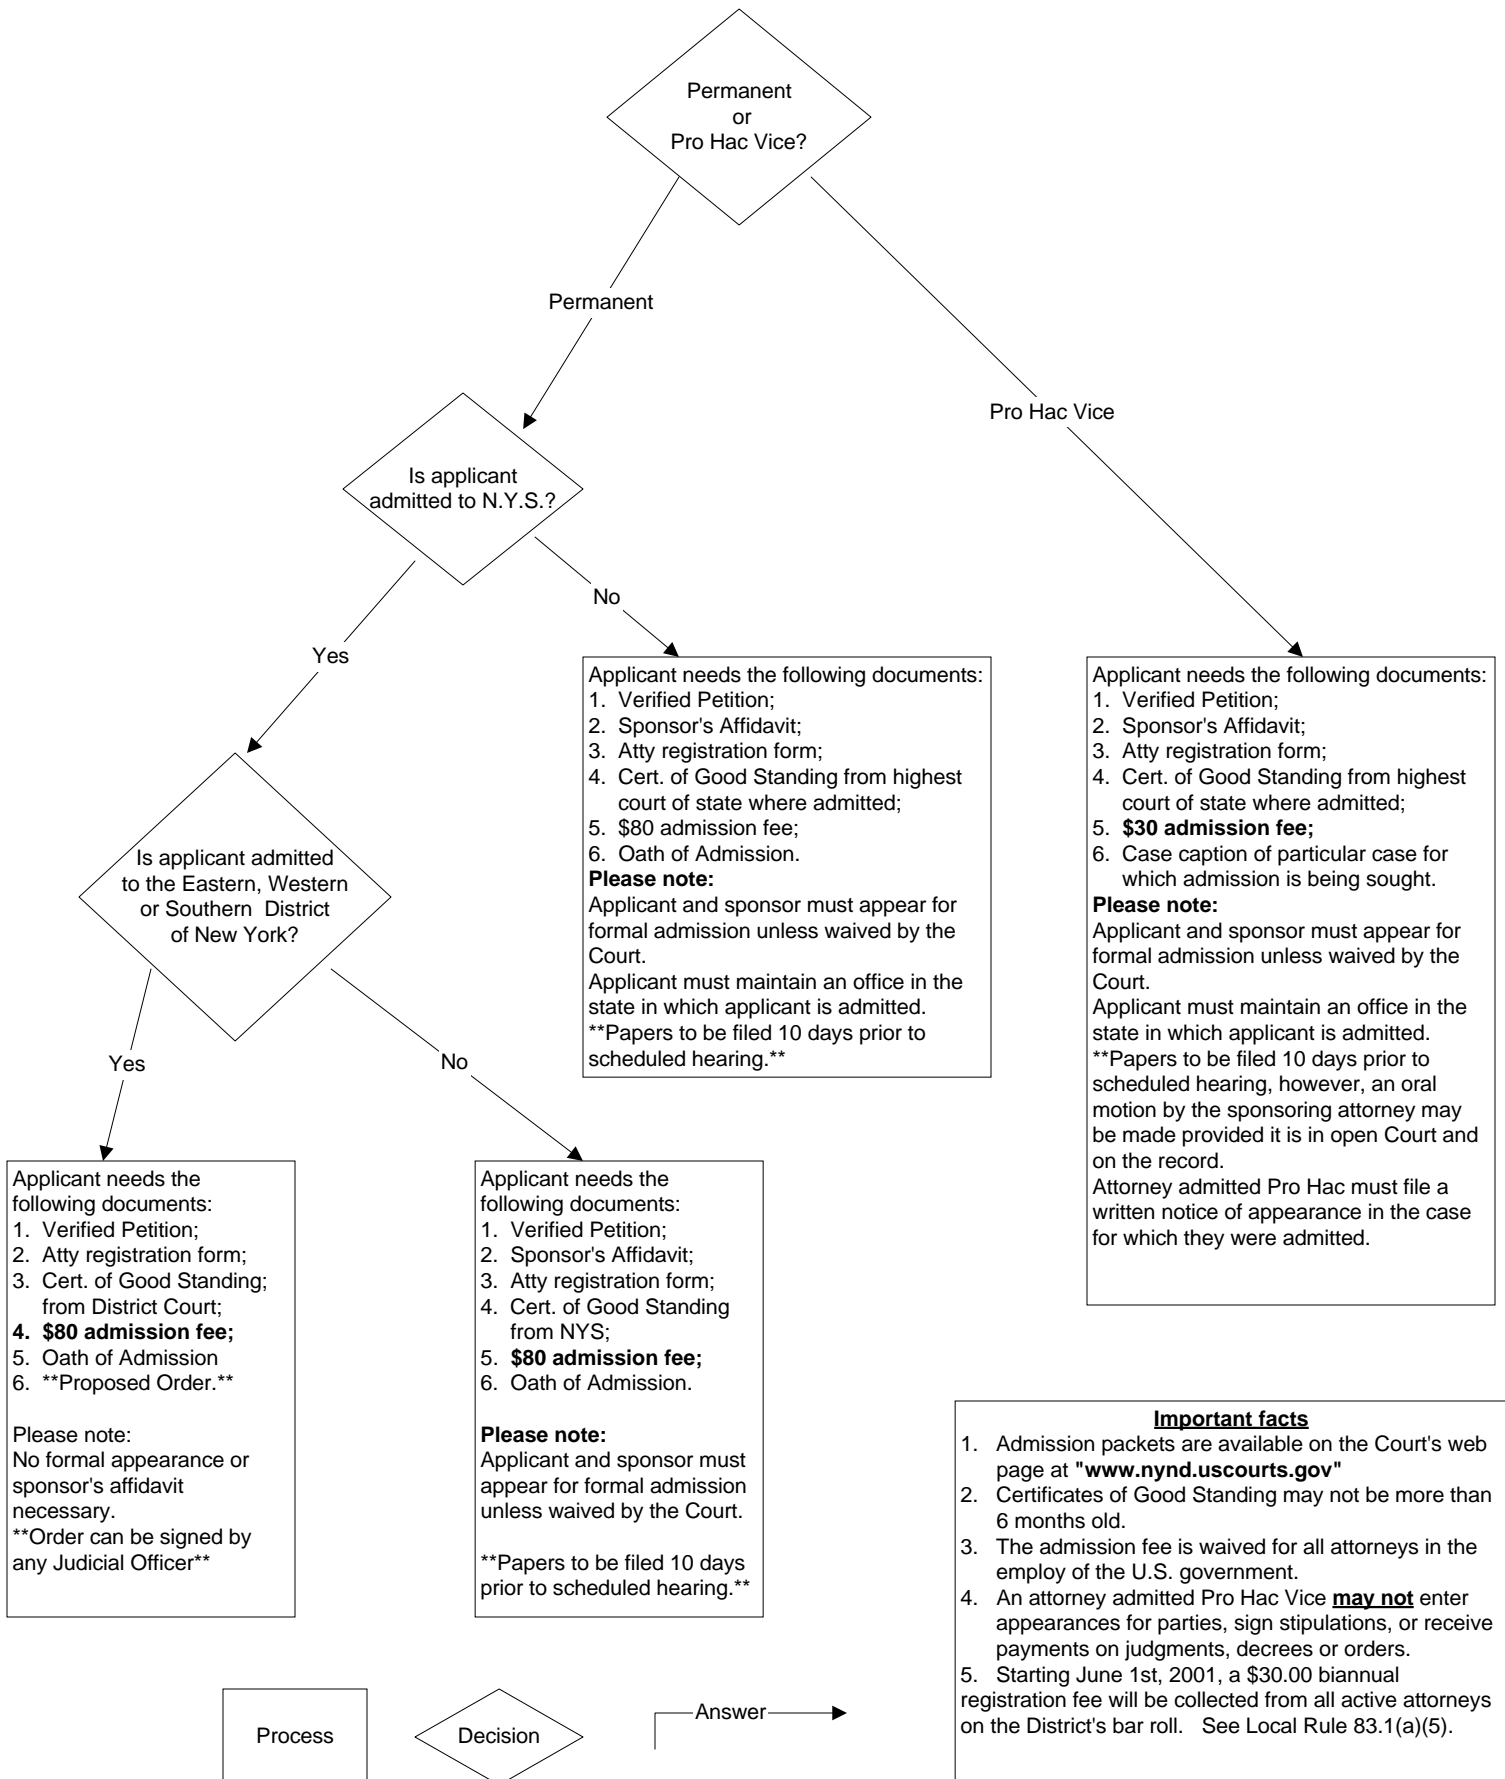 Permanent
or
Pro Hac Vice?
Permanent
Pro Hac Vice
Is applicant
admitted to N.Y.S.?
No
Yes
Applicant needs the following documents:
1. Verified Petition;
2. Sponsor's Affidavit;
3. Atty registration form;
4. Cert. of Good Standing from highest
court of state where admitted;
5. $80 admission fee;
6. Oath of Admission.
Please note:
Applicant and sponsor must appear for
formal admission unless waived by the
Court.
Applicant must maintain an office in the
state in which applicant is admitted.
**Papers to be filed 10 days prior to
scheduled hearing.**
Applicant needs the following documents:
1. Verified Petition;
2. Sponsor's Affidavit;
3. Atty registration form;
4. Cert. of Good Standing from highest
court of state where admitted;
5. $30 admission fee;
6. Case caption of particular case for
which admission is being sought.
Please note:
Applicant and sponsor must appear for
formal admission unless waived by the
Court.
Applicant must maintain an office in the
state in which applicant is admitted.
**Papers to be filed 10 days prior to
scheduled hearing, however, an oral
motion by the sponsoring attorney may
be made provided it is in open Court and
on the record.
Attorney admitted Pro Hac must file a
written notice of appearance in the case
for which they were admitted.
Is applicant admitted
to the Eastern, Western
or Southern District
of New York?
Yes
No
Applicant needs the
following documents:
1. Verified Petition;
2. Atty registration form;
3. Cert. of Good Standing;
from District Court;
4. $80 admission fee;
5. Oath of Admission
6. **Proposed Order.**
Please note:
No formal appearance or
sponsor's affidavit
necessary.
**Order can be signed by
any Judicial Officer**
Applicant needs the
following documents:
1. Verified Petition;
2. Sponsor's Affidavit;
3. Atty registration form;
4. Cert. of Good Standing
from NYS;
5. $80 admission fee;
6. Oath of Admission.
Please note:
Applicant and sponsor must
appear for formal admission
unless waived by the Court.
**Papers to be filed 10 days
prior to scheduled hearing.**
Important facts
1. Admission packets are available on the Court's web
page at "www.nynd.uscourts.gov"
2. Certificates of Good Standing may not be more than
6 months old.
3. The admission fee is waived for all attorneys in the
employ of the U.S. government.
4. An attorney admitted Pro Hac Vice may not enter
appearances for parties, sign stipulations, or receive
payments on judgments, decrees or orders.
5. Starting June 1st, 2001, a $30.00 biannual
registration fee will be collected from all active attorneys
on the District's bar roll. See Local Rule 83.1(a)(5).
Process
Decision
Answer